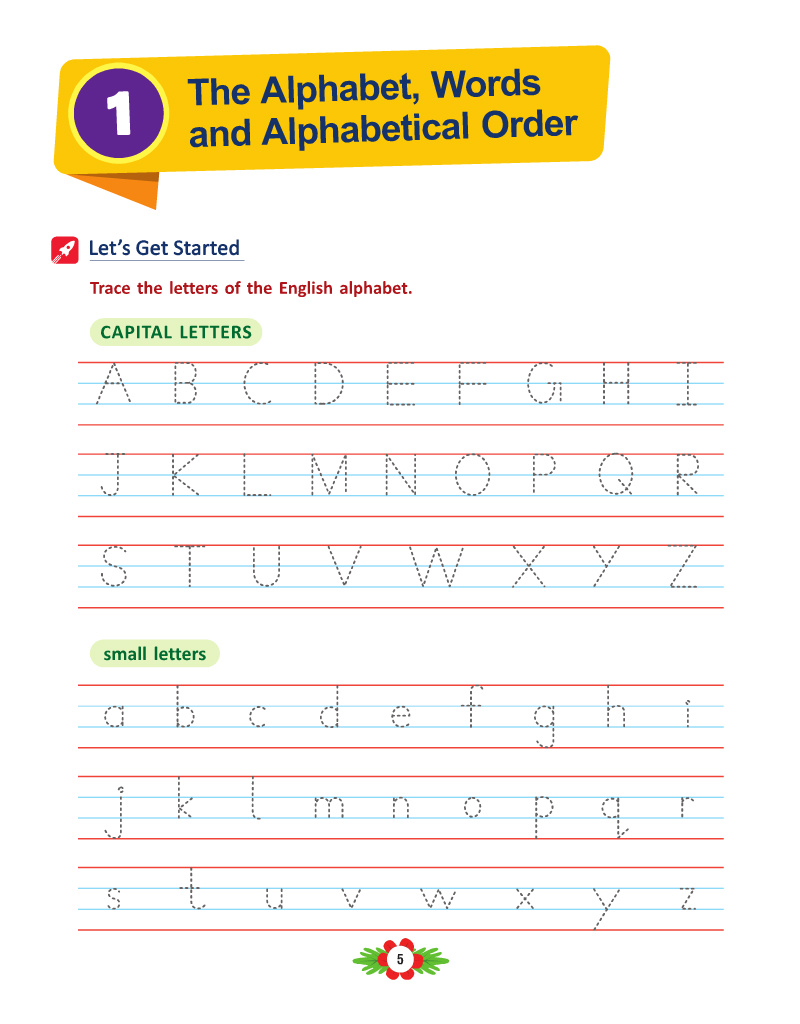 1
The Alphabet, Words
and Alphabetical Order
Let's Get Started
Trace the letters of the English alphabet.
CAPITAL LETTERS
A B C D E F G H I
J K L M N O P Q R
S T U V W X Y Z
small letters
a b c d e f g h i
j k l m n o p q r
s t u v w x y z
5